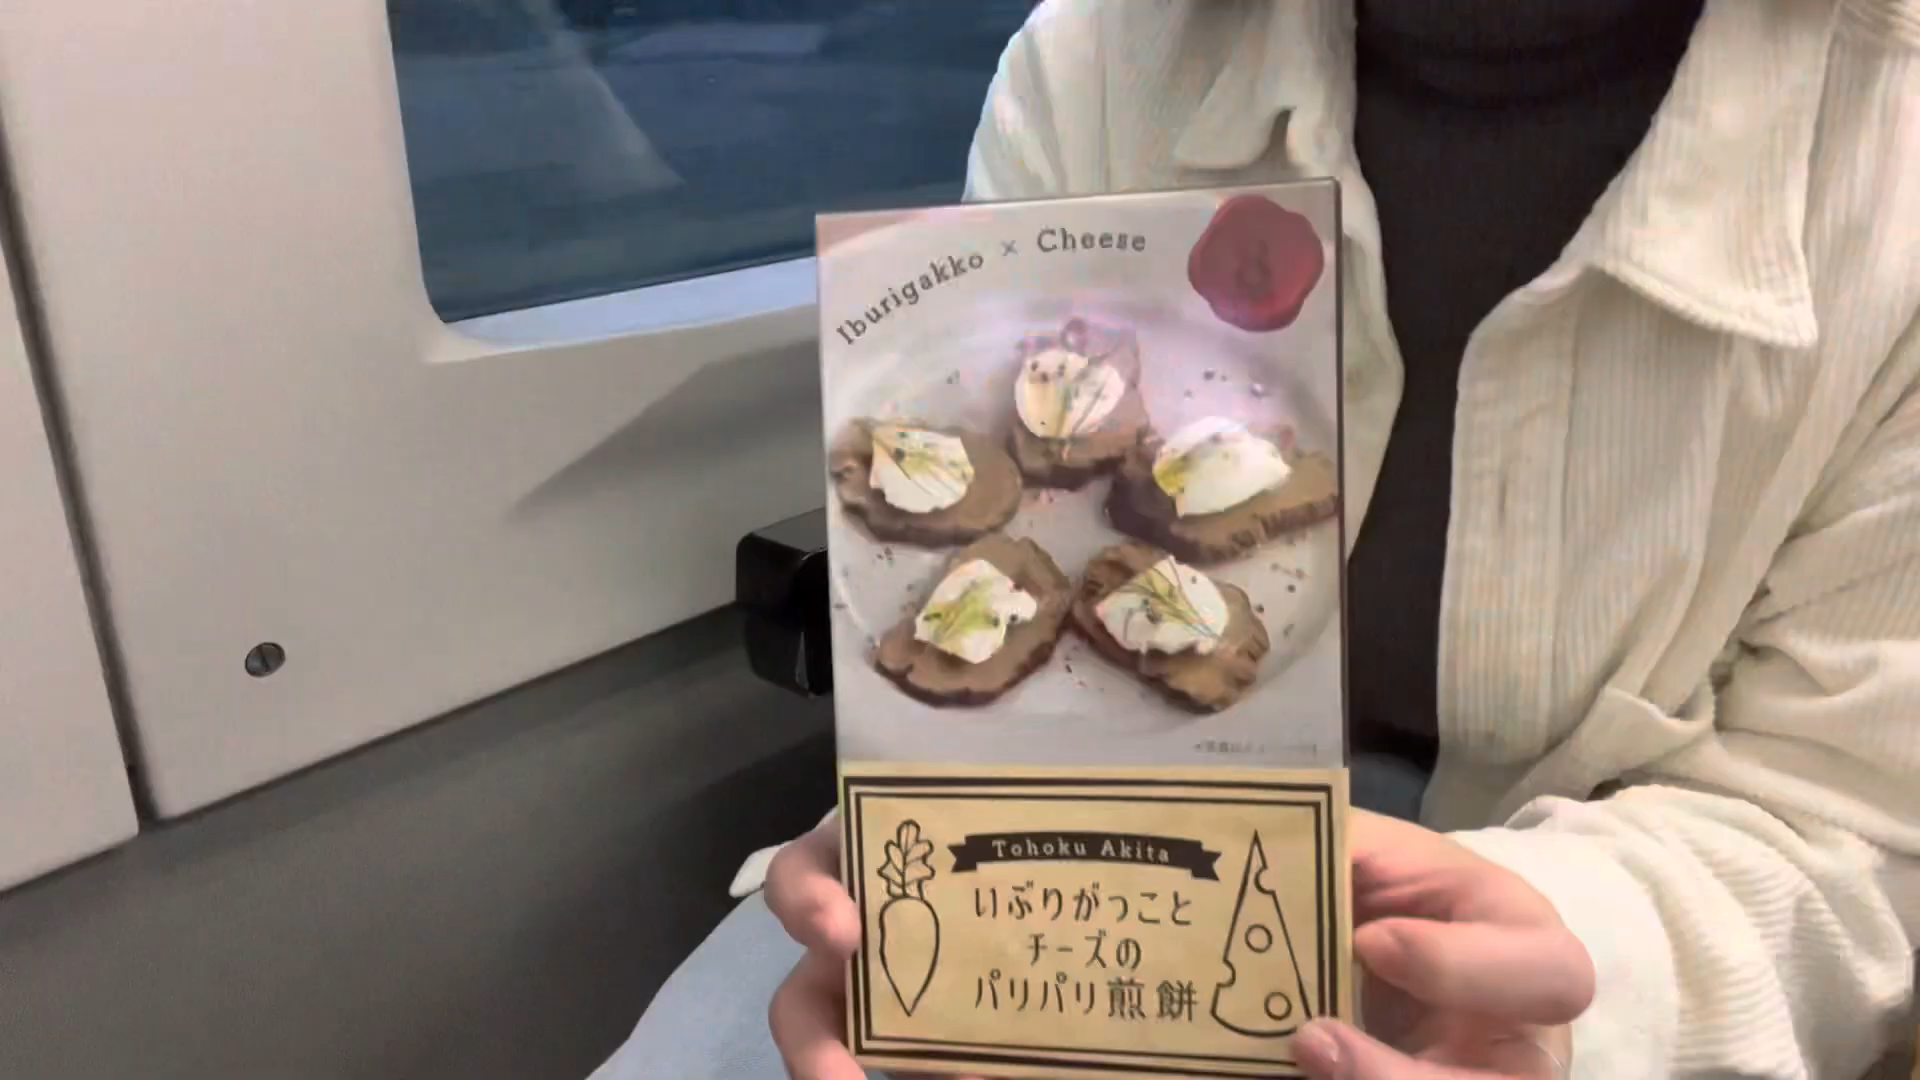 Iburigakko × Cheese
Tohoku Akita
いぶりがっこと
チーズの
パリパリ煎餅